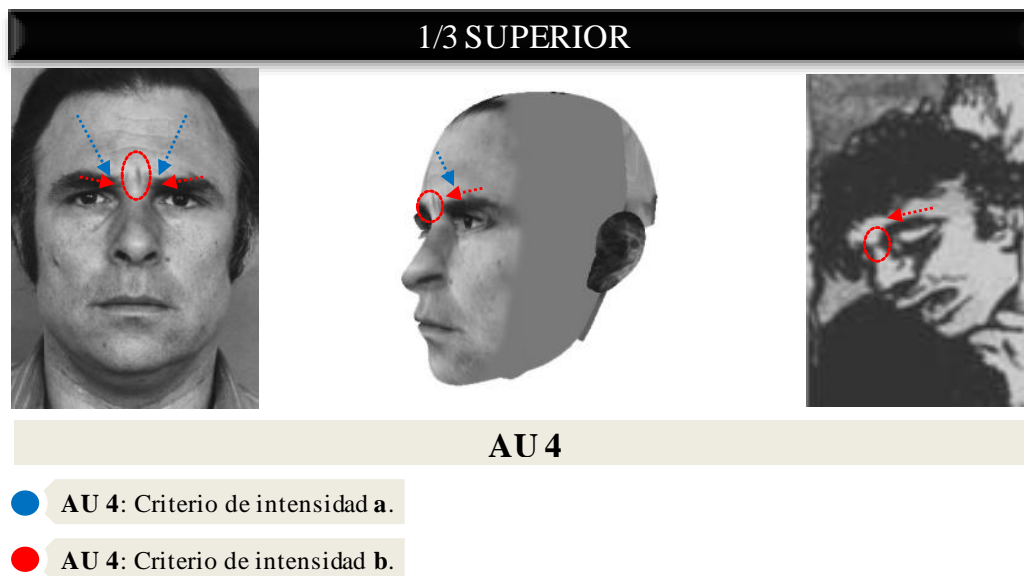 1/3 SUPERIOR
AU 4
AU 4: Criterio de intensidad a.
AU 4: Criterio de intensidad b.